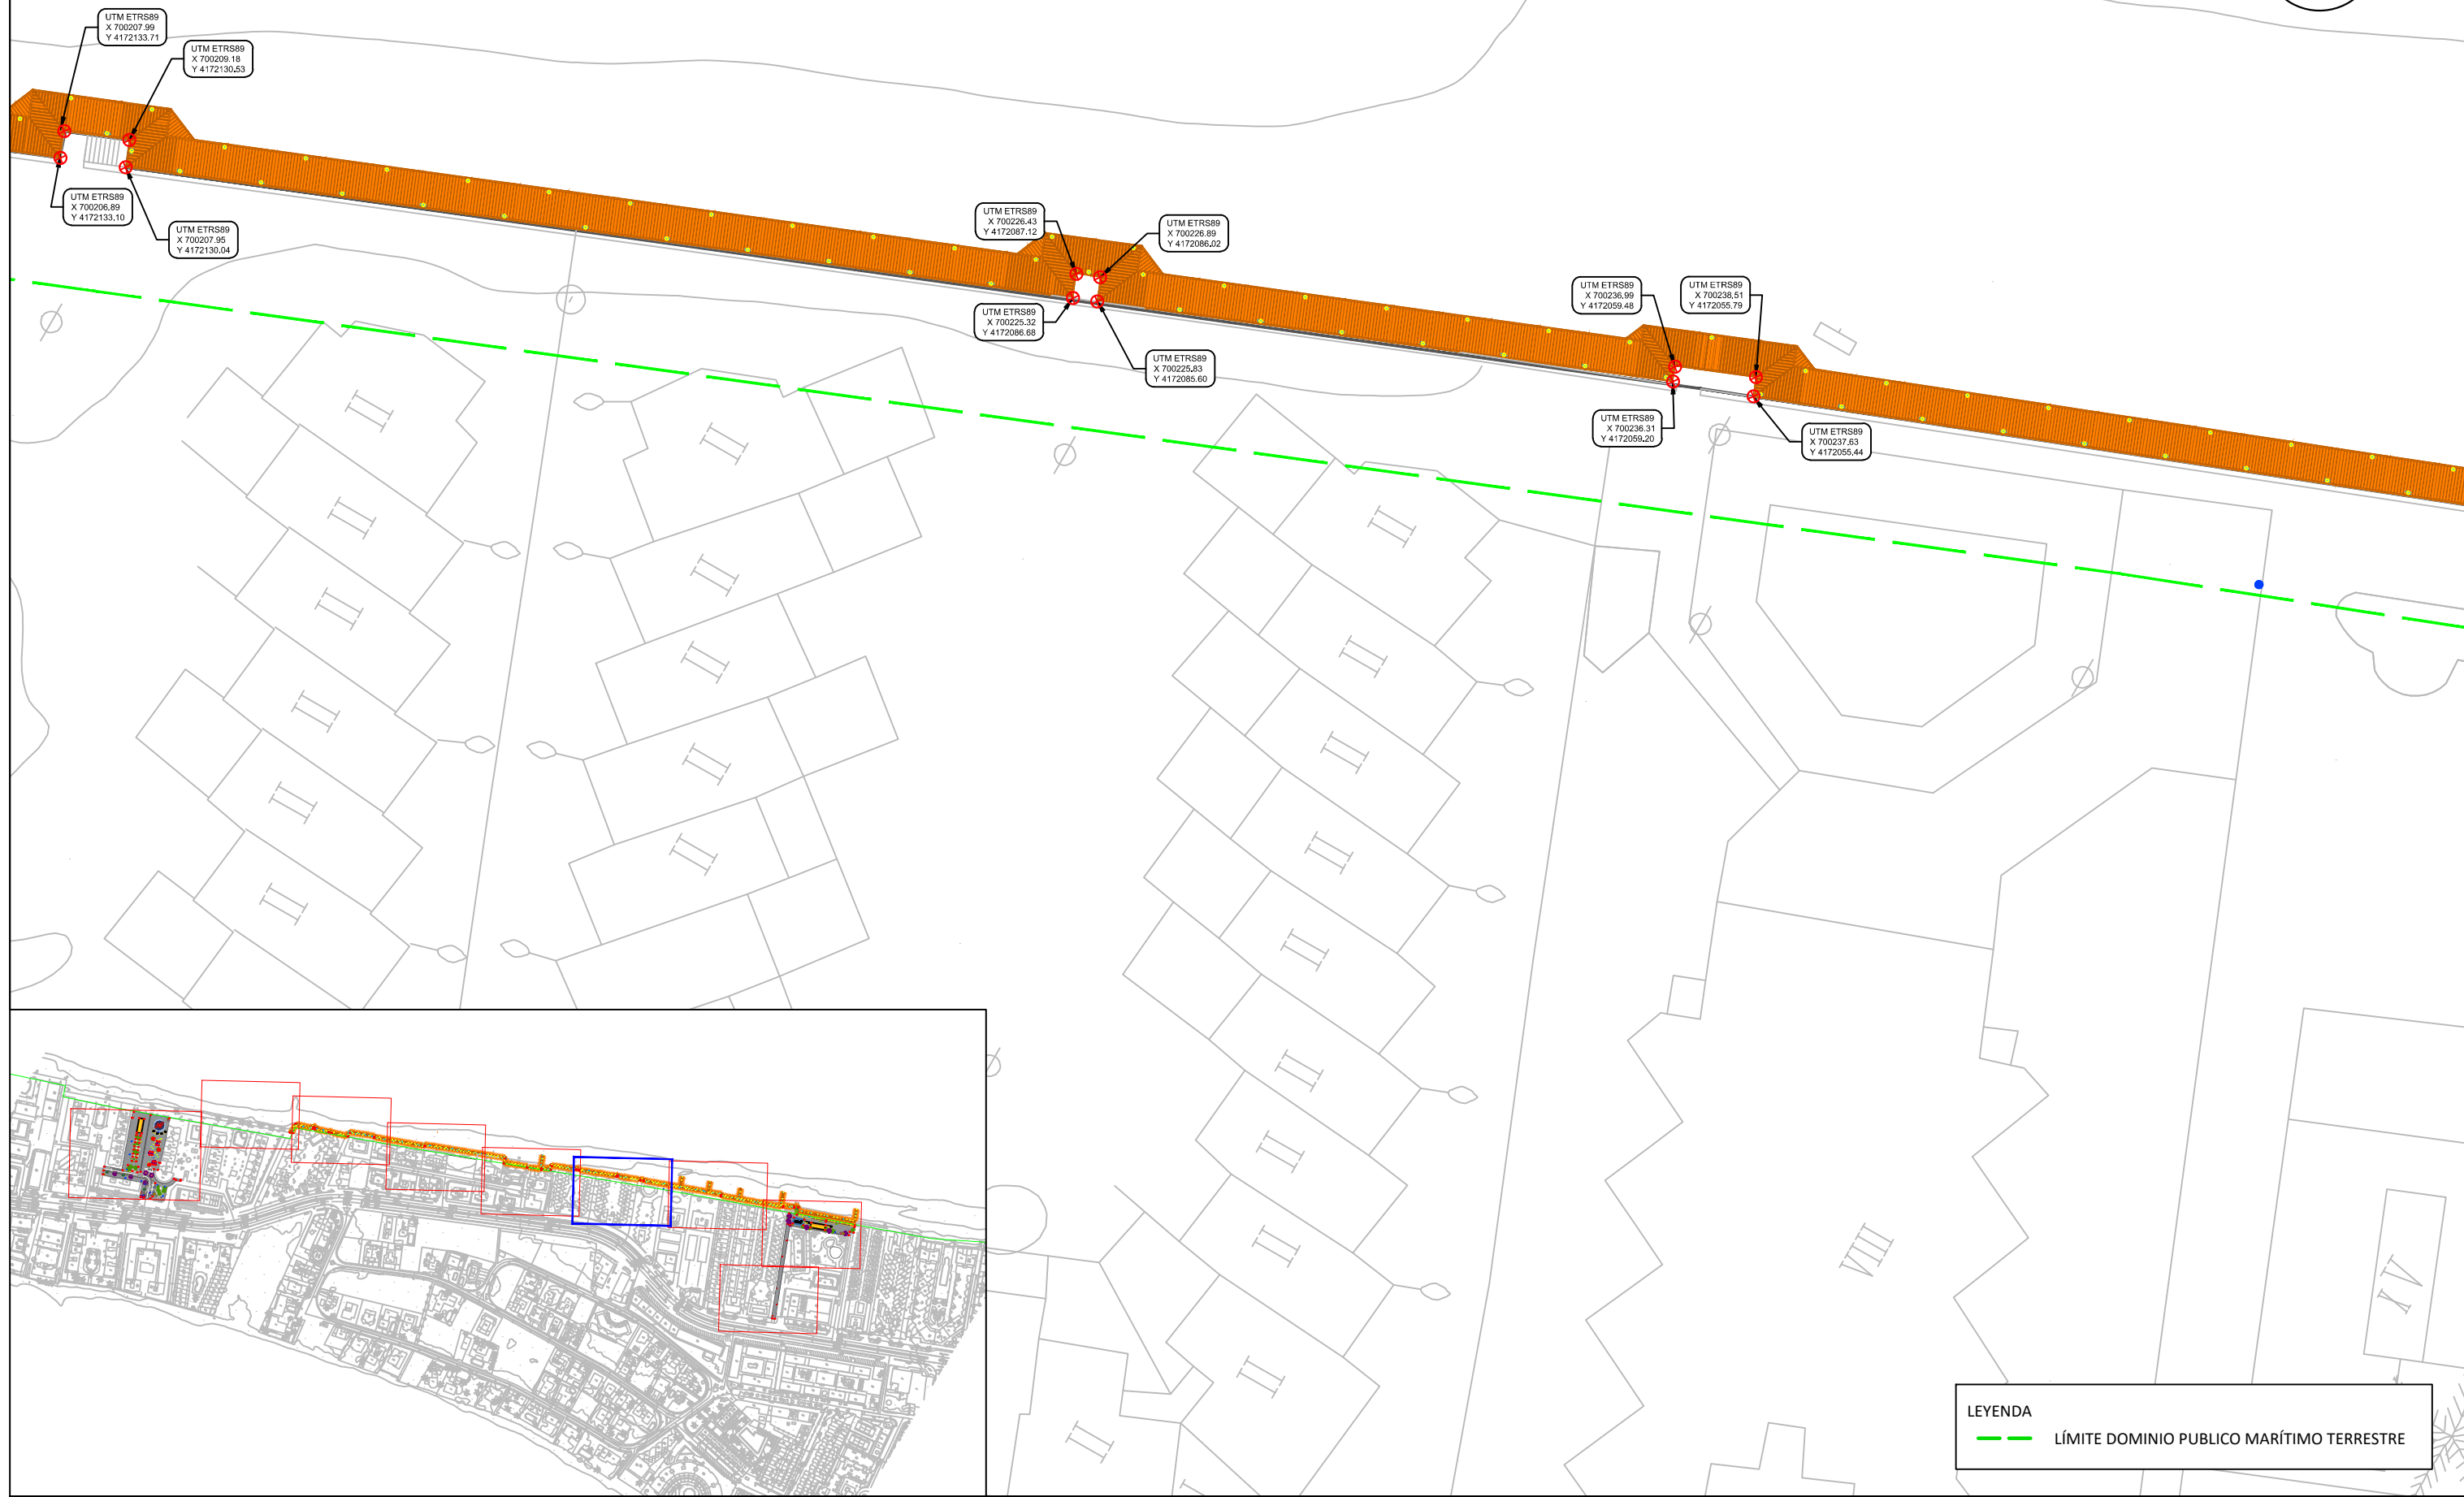 UTM ETRS89
X 700207.99
Y 4172133.71
UTM ETRS89
X 700209.18
Y 4172130.53
UTM ETRS89
X 700206.89
Y 4172133.10
UTM ETRS89
X 700207.95
Y 4172130.04
UTM ETRS89
X 700226.43
Y 4172087.12
UTM ETRS89
X 700226.89
Y 4172086.02
UTM ETRS89
X 700225.32
Y 4172086.68
UTM ETRS89
X 700225.83
Y 4172085.60
UTM ETRS89
X 700236.99
Y 4172059.48
UTM ETRS89
X 700238.51
Y 4172055.79
UTM ETRS89
X 700236.31
Y 4172059.20
UTM ETRS89
X 700237.63
Y 4172055.44
LEYENDA
LÍMITE DOMINIO PUBLICO MARÍTIMO TERRESTRE